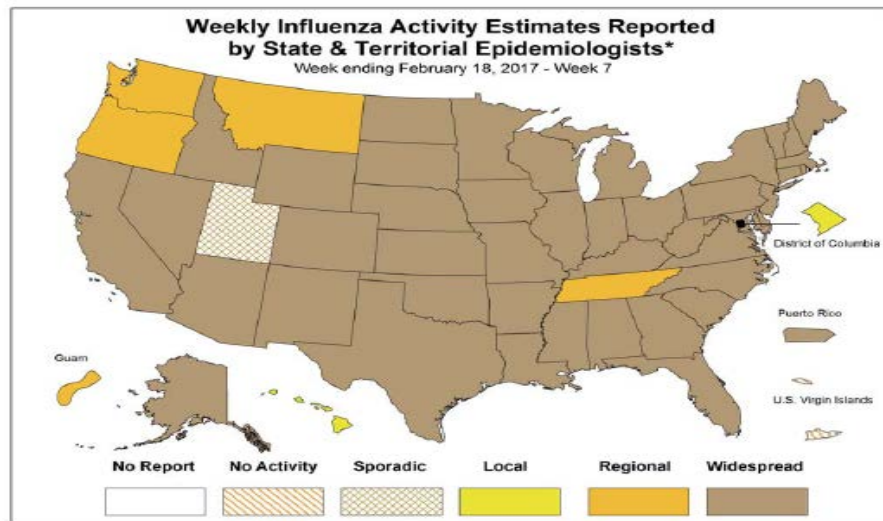 Weekly Influenza Activity Estimates Reported
by State & Territorial Epidemiologists*
Week ending February 18, 2017 - Week 7
District of Columbia
Puerto Rico
Guam
U.S. Virgin Islands
No Report No Activity Sporadic Local Regional Widespread